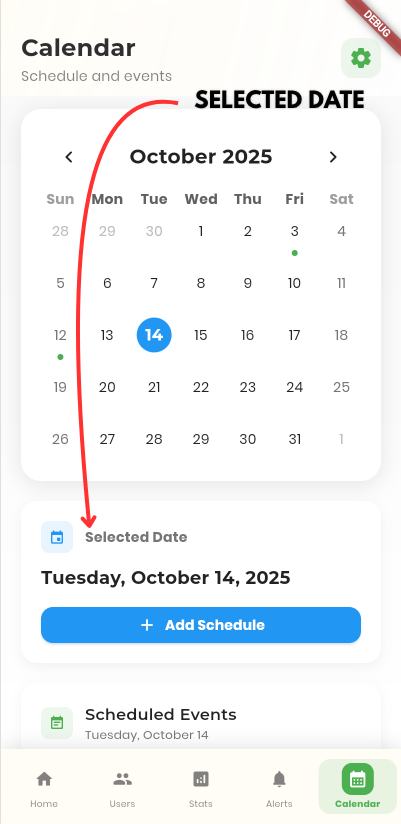 DEBUG
Calendar
Schedule and events
SELECTED DATE
October 2025
Sun Mon Tue Wed Thu Fri Sat
28 29 30 1 2 3 4
5 6 7 8 9 10 11
12 13 14 15 16 17 18
19 20 21 22 23 24 25
26 27 28 29 30 31 1
Selected Date
Tuesday, October 14, 2025
+ Add Schedule
Scheduled Events
Tuesday, October 14
Home Users Stats Alerts Calendar